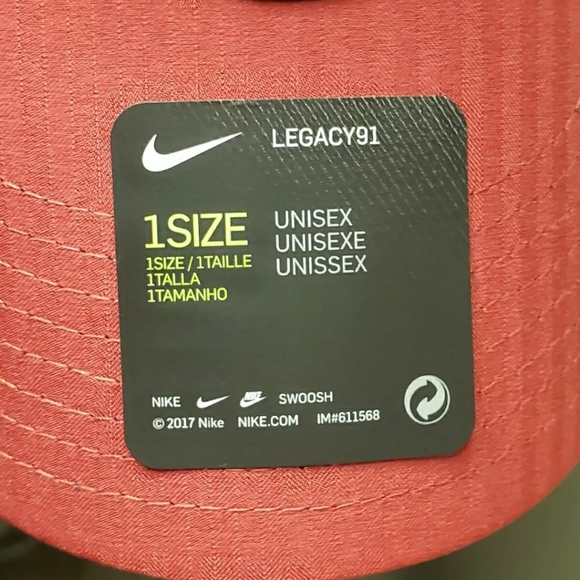 LEGACY91
1SIZE
1SIZE / 1TAILLE
1TALLA
1TAMANHO
UNISEX
UNISEXE
UNISSEX
NIKE SWOOSH
© 2017 Nike NIKE.COM IM#611568